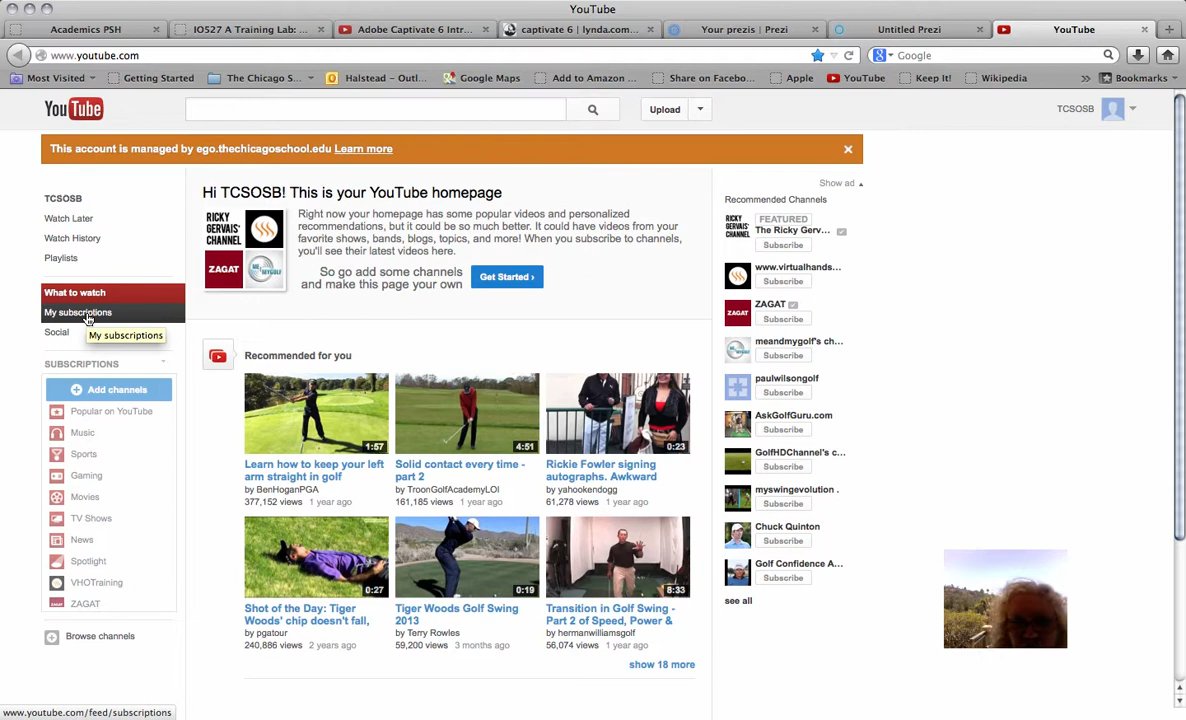 YouTube
Academics PSH
IO527 A Training Lab: ...
Adobe Captivate 6 Intr...
captivate 6 | lynda.com...
Your prezis | Prezi
Untitled Prezi
YouTube
www.youtube.com
Google
Most Visited
Getting Started
The Chicago S...
Halstead – Outl...
Google Maps
Add to Amazon ...
Share on Facebo...
Apple
YouTube
Keep It!
Wikipedia
»
Bookmarks
YouTube
Upload
TCSOSB
This account is managed by ego.thechicagoschool.edu Learn more
TCSOSB
Watch Later
Watch History
Playlists
What to watch
My subscriptions
Social
My subscriptions
SUBSCRIPTIONS
Add channels
Popular on YouTube
Music
Sports
Gaming
Movies
TV Shows
News
Spotlight
VHOTraining
ZAGAT
Browse channels
Hi TCSOSB! This is your YouTube homepage
RICKY
GERVAIS'
CHANNEL
ZAGAT
Right now your homepage has some popular videos and personalized
recommendations, but it could be so much better. It could have videos from your
favorite shows, bands, blogs, topics, and more! When you subscribe to channels,
you'll see their latest videos here.
So go add some channels
and make this page your own
Get Started ›
Recommended for you
1:57
Learn how to keep your left
arm straight in golf
by BenHoganPGA
377,152 views 1 year ago
4:51
Solid contact every time -
part 2
by TroonGolfAcademyLOI
161,185 views 1 year ago
0:23
Rickie Fowler signing
autographs. Awkward
by yahookendogg
61,278 views 1 year ago
0:27
Shot of the Day: Tiger
Woods' chip doesn't fall,
by pgatour
240,886 views 2 years ago
0:19
Tiger Woods Golf Swing
2013
by Terry Rowles
59,200 views 3 months ago
8:33
Transition in Golf Swing -
Part 2 of Speed, Power &
by hermanwilliamsgolf
56,074 views 1 year ago
show 18 more
Show ad
Recommended Channels
RICKY
GERVAIS'
CHANNEL
FEATURED
The Ricky Gerv...
Subscribe
www.virtualhands...
Subscribe
ZAGAT
ZAGAT
Subscribe
meandmygolf's ch...
Subscribe
paulwilsongolf
Subscribe
AskGolfGuru.com
Subscribe
GolfHDChannel's c...
Subscribe
myswingevolution .
Subscribe
Chuck Quinton
Subscribe
Golf Confidence A...
Subscribe
see all
www.youtube.com/feed/subscriptions